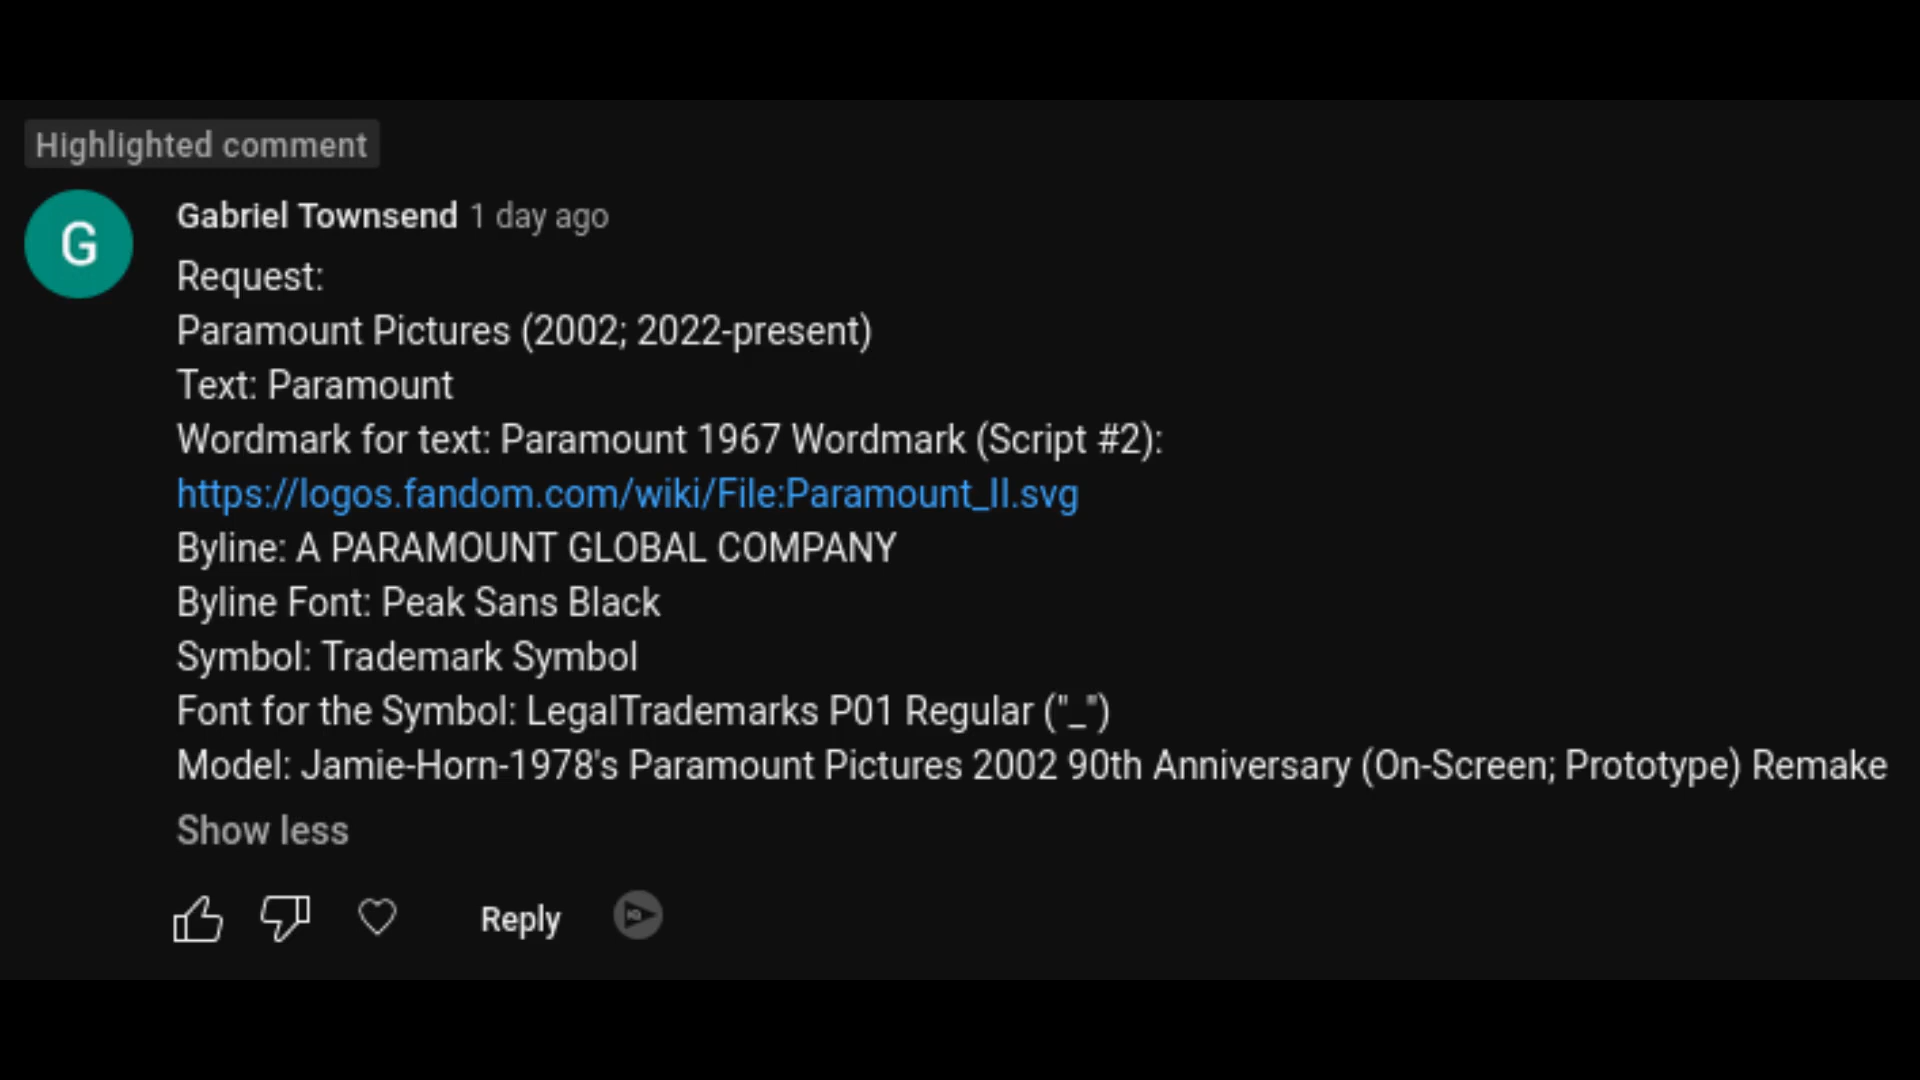 Highlighted comment
G
Gabriel Townsend 1 day ago
Request:
Paramount Pictures (2002; 2022-present)
Text: Paramount
Wordmark for text: Paramount 1967 Wordmark (Script #2):
https://logos.fandom.com/wiki/File:Paramount_II.svg
Byline: A PARAMOUNT GLOBAL COMPANY
Byline Font: Peak Sans Black
Symbol: Trademark Symbol
Font for the Symbol: LegalTrademarks P01 Regular ("_")
Model: Jamie-Horn-1978's Paramount Pictures 2002 90th Anniversary (On-Screen; Prototype) Remake
Show less
Reply